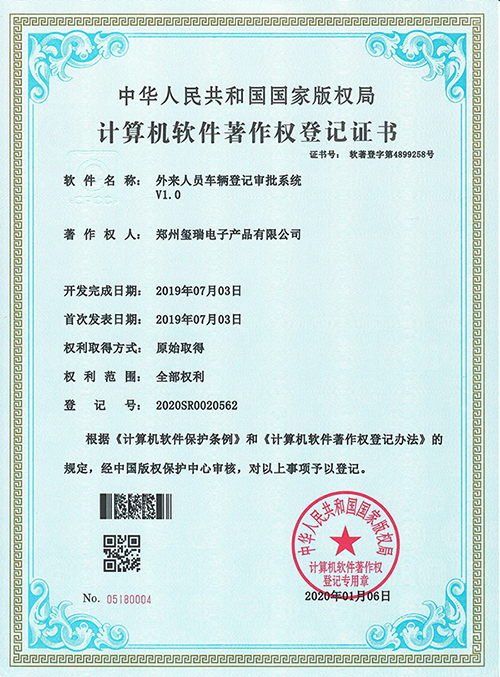 中华人民共和国国家版权局
计算机软件著作权登记证书
证书号： 软著登字第4899258号
软件名称： 外来人员车辆登记审批系统
V1.0
著作权人： 郑州玺瑞电子产品有限公司
开发完成日期： 2019年07月03日
首次发表日期： 2019年07月03日
权利取得方式： 原始取得
权利范围： 全部权利
登记号： 2020SR0020562
根据《计算机软件保护条例》和《计算机软件著作权登记办法》的
规定，经中国版权保护中心审核，对以上事项予以登记。
中华人民共和国国家版权局
计算机软件著作权
登记专用章
No. 05180004
2020年01月06日